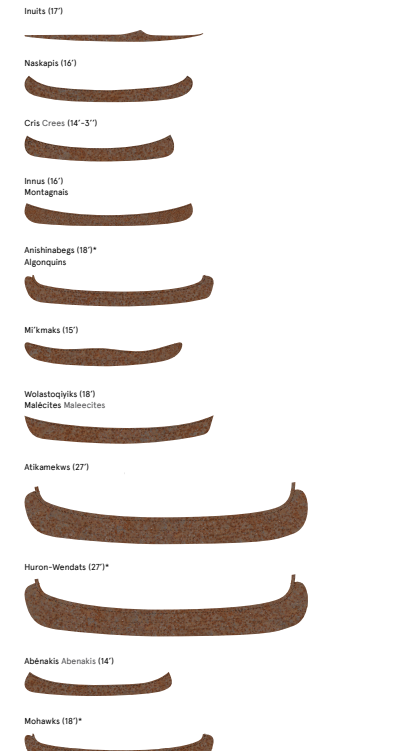 Inuits (17')
Naskapis (16')
Cris Crees (14'-3'')
Innus (16')
Montagnais
Anishinabegs (18')*
Algonquins
Mi'kmaks (15')
Wolastoqiyiks (18')
Malécites Maleecites
Atikamekws (27')
Huron-Wendats (27')*
Abénakis Abenakis (14')
Mohawks (18')*